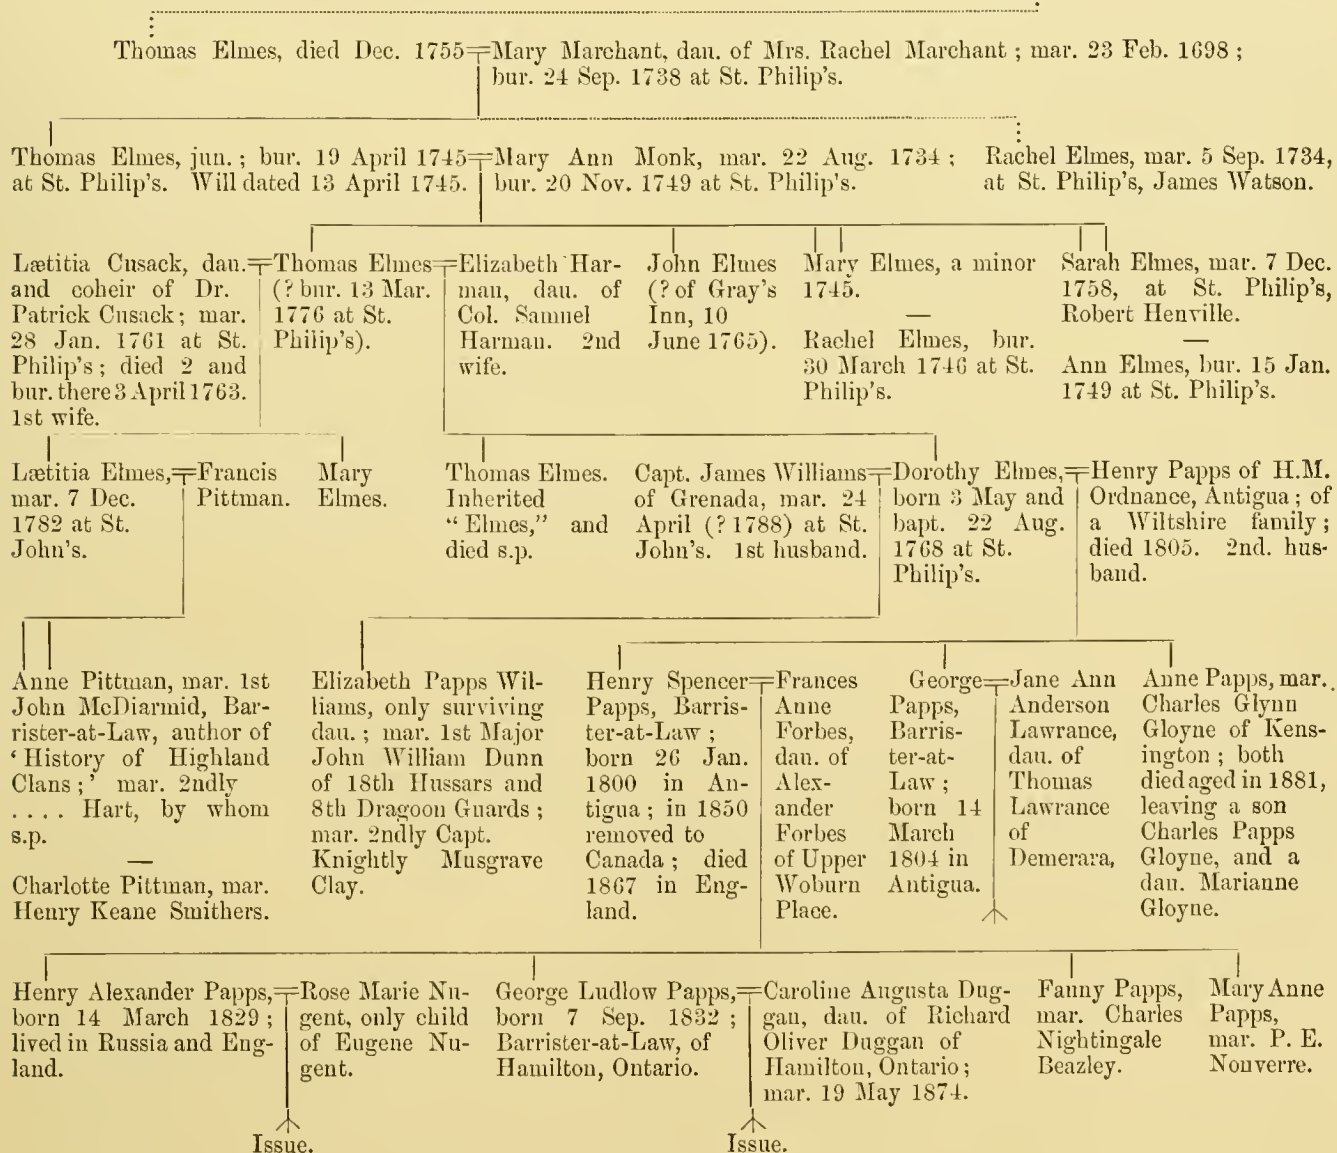 Thomas Elmes, died Dec. 1755=Mary Marchant, dau. of Mrs. Rachel Marchant ; mar. 23 Feb. 1698 ;
bur. 24 Sep. 1738 at St. Philip's.
Thomas Elmes, jun. ; bur. 19 April 1745=
at St. Philip's. Will dated 13 April 1745.
Mary Ann Monk, mar. 22 Aug. 1734 ;
bur. 20 Nov. 1749 at St. Philip's.
Rachel Elmes, mar. 5 Sep. 1734,
at St. Philip's, James Watson.
Lætitia Cusack, dau.=
and coheir of Dr.
Patrick Cusack ; mar.
28 Jan. 1761 at St.
Philip's ; died 2 and
bur. there 3 April 1763.
1st wife.
Thomas Elmes=
(? bur. 13 Mar.
1776 at St.
Philip's).
Elizabeth Har-
man, dau. of
Col. Samuel
Harman. 2nd
wife.
John Elmes
(? of Gray's
Inn, 10
June 1765).
Mary Elmes, a minor
1745.
—
Rachel Elmes, bur.
30 March 1746 at St.
Philip's.
Sarah Elmes, mar. 7 Dec.
1758, at St. Philip's,
Robert Henville.
—
Ann Elmes, bur. 15 Jan.
1749 at St. Philip's.
Lætitia Elmes,=
mar. 7 Dec.
1782 at St.
John's.
Francis
Pittman.
Mary
Elmes.
Thomas Elmes.
Inherited
“ Elmes,” and
died s.p.
Capt. James Williams=
of Grenada, mar. 24
April (? 1788) at St.
John's. 1st husband.
Dorothy Elmes,=
born 3 May and
bapt. 22 Aug.
1768 at St.
Philip's.
Henry Papps of H.M.
Ordnance, Antigua ; of
a Wiltshire family ;
died 1805. 2nd. hus-
band.
Anne Pittman, mar. 1st
John McDiarmid, Bar-
rister-at-Law, author of
‘ History of Highland
Clans ;’ mar. 2ndly
. . . . Hart, by whom
s.p.
—
Charlotte Pittman, mar.
Henry Keane Smithers.
Elizabeth Papps Wil-
liams, only surviving
dau. ; mar. 1st Major
John William Dunn
of 18th Hussars and
8th Dragoon Guards ;
mar. 2ndly Capt.
Knightly Musgrave
Clay.
Henry Spencer=
Papps, Barris-
ter-at-Law ;
born 26 Jan.
1800 in An-
tigua ; in 1850
removed to
Canada ; died
1867 in Eng-
land.
Frances
Anne
Forbes,
dau. of
Alex-
ander
Forbes
of Upper
Woburn
Place.
George=
Papps,
Barris-
ter-at-
Law ;
born 14
March
1804 in
Antigua.
Jane Ann
Anderson
Lawrance,
dau. of
Thomas
Lawrance
of
Demerara,
Anne Papps, mar.
Charles Glynn
Gloyne of Kens-
ington ; both
died aged in 1881,
leaving a son
Charles Papps
Gloyne, and a
dau. Marianne
Gloyne.
Henry Alexander Papps,=
born 14 March 1829 ;
lived in Russia and Eng-
land.
Rose Marie Nu-
gent, only child
of Eugene Nu-
gent.
George Ludlow Papps,=
born 7 Sep. 1832 ;
Barrister-at-Law, of
Hamilton, Ontario.
Caroline Augusta Dug-
gan, dau. of Richard
Oliver Duggan of
Hamilton, Ontario ;
mar. 19 May 1874.
Fanny Papps,
mar. Charles
Nightingale
Beazley.
Mary Anne
Papps,
mar. P. E.
Nonverre.
Issue.
Issue.